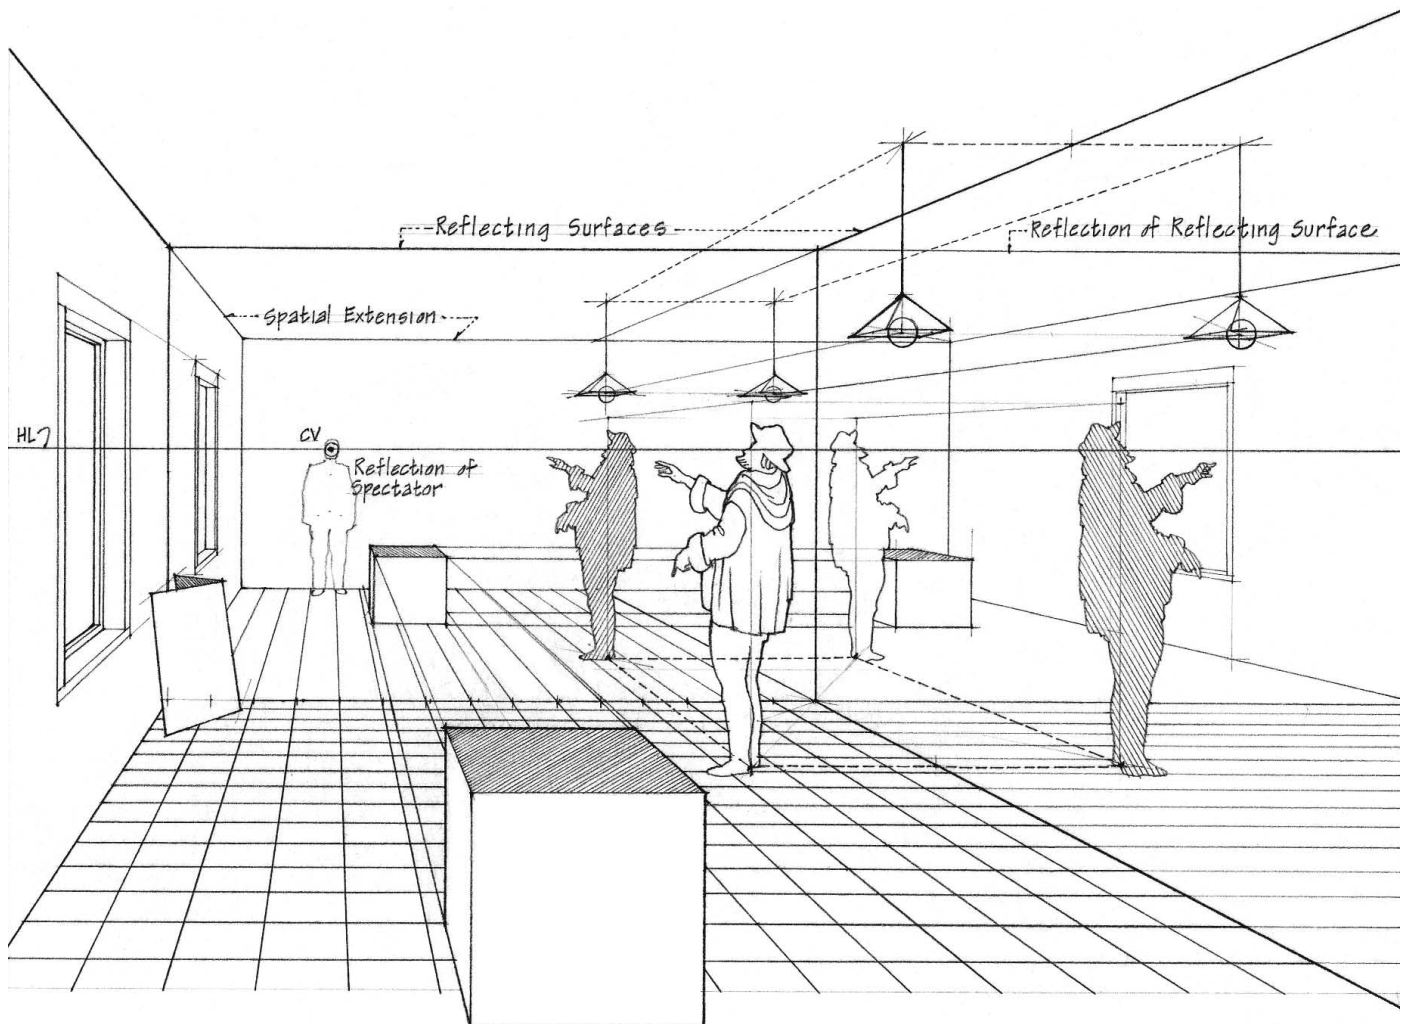 Reflecting Surfaces
Reflection of Reflecting Surface
Spatial Extension
HL
CV
Reflection of
Spectator